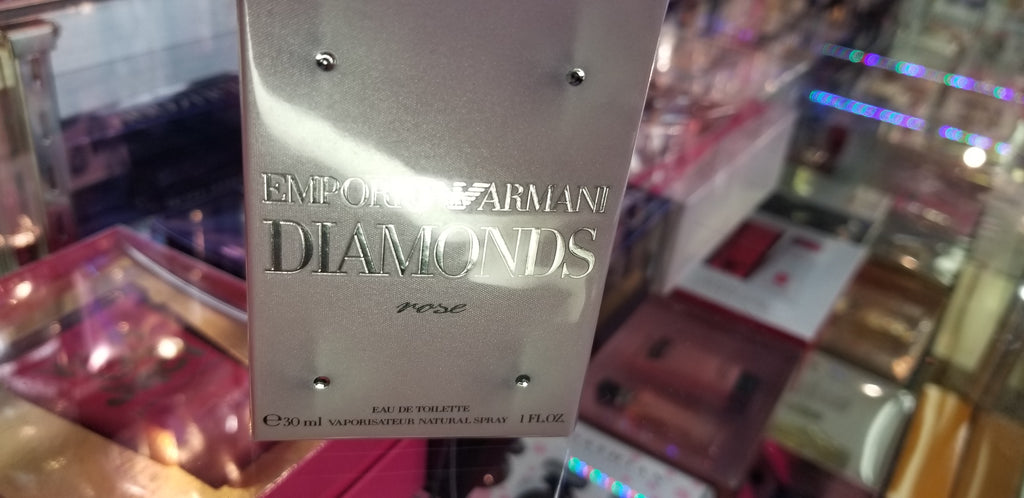 EMPORIO ARMANI
DIAMONDS
rose
EAU DE TOILETTE
℮30 ml VAPORISATEUR NATURAL SPRAY 1 FL.OZ.